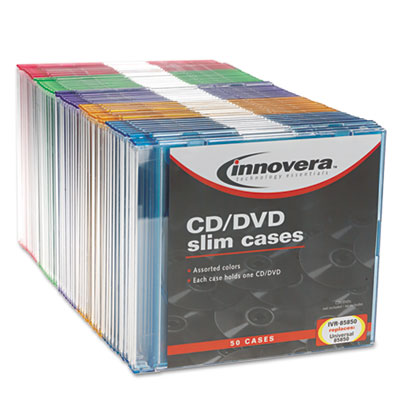 innovera™
technology essentials
CD/DVD
slim cases
• Assorted colors
• Each case holds one CD/DVD
IVR-85850
replaces:
Universal
85850
50 CASES